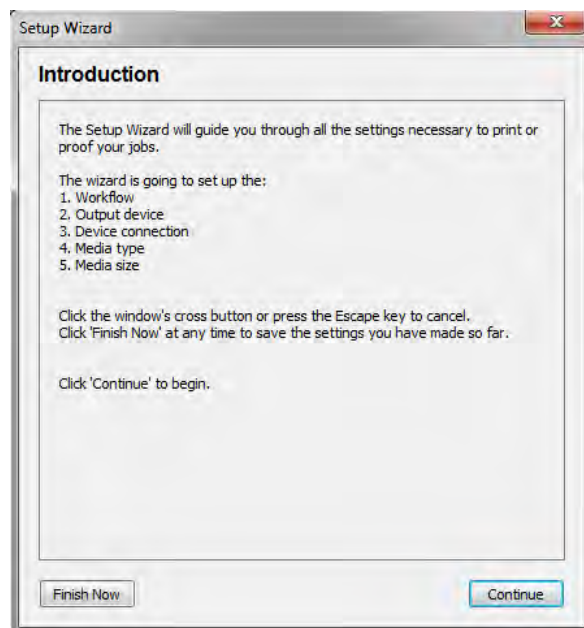 Setup Wizard
Introduction
The Setup Wizard will guide you through all the settings necessary to print or
proof your jobs.
The wizard is going to set up the:
1. Workflow
2. Output device
3. Device connection
4. Media type
5. Media size
Click the window's cross button or press the Escape key to cancel.
Click 'Finish Now' at any time to save the settings you have made so far.
Click 'Continue' to begin.
Finish Now
Continue